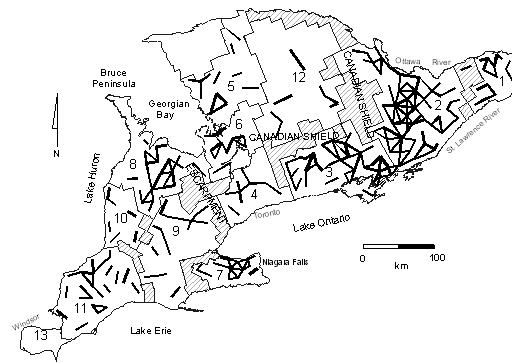 Ottawa River
CANADIAN SHIELD
12
5
1
2
Bruce
Peninsula
Georgian
Bay
6
CANADIAN SHIELD
St. Lawrence River
N
8
3
Lake Huron
ESCARPMENT
4
10
Toronto
Lake Ontario
9
0 100
km
7
Niagara Falls
11
Windsor
Lake Erie
13